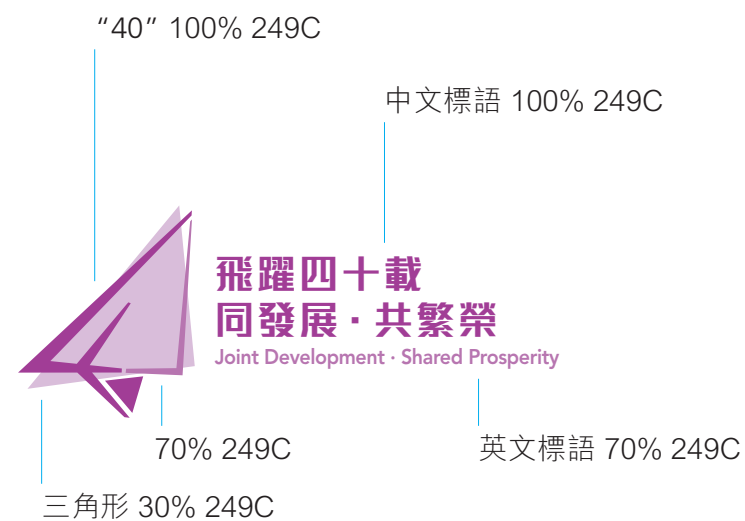 “40” 100% 249C
中文標語 100% 249C
飛躍四十載
同發展·共繁榮
Joint Development · Shared Prosperity
70% 249C
英文標語 70% 249C
三角形 30% 249C